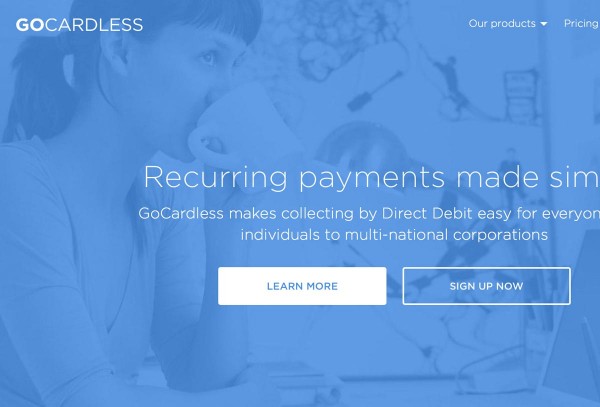 GOCARDLESS
Our products
Pricing
Recurring payments made sim
GoCardless makes collecting by Direct Debit easy for everyon
individuals to multi-national corporations
LEARN MORE
SIGN UP NOW